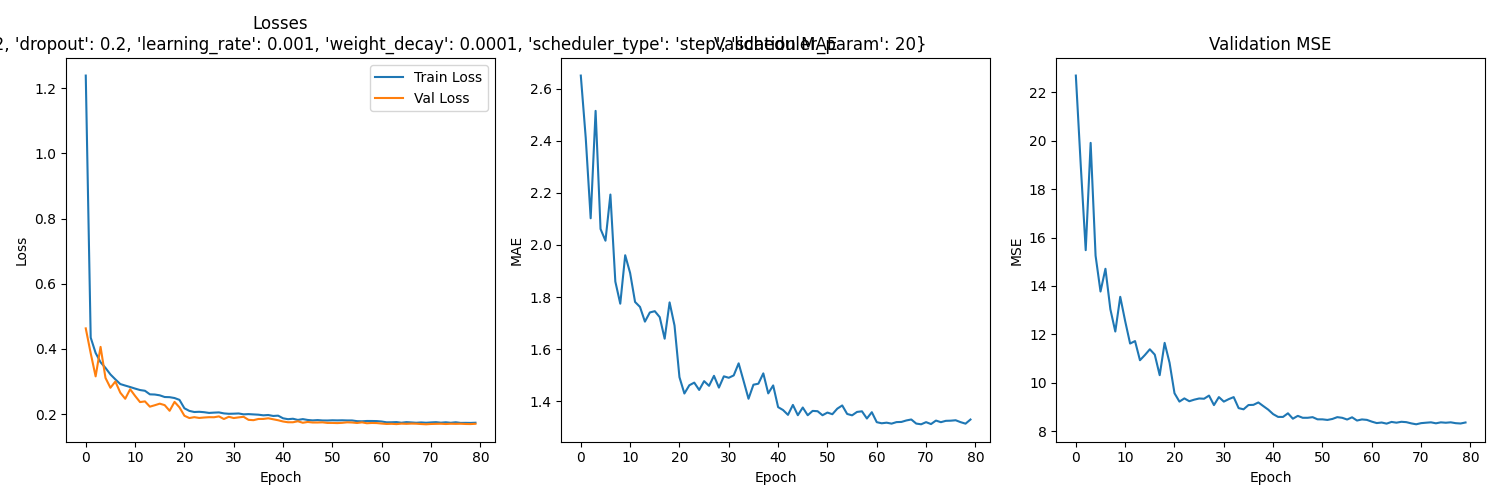 Losses
2, 'dropout': 0.2, 'learning_rate': 0.001, 'weight_decay': 0.0001, 'scheduler_type': 'step', 'scheduler_param': 20}
Validation MAE
Validation MSE
Train Loss
Val Loss
1.2
1.0
0.8
0.6
0.4
0.2
Loss
0 10 20 30 40 50 60 70 80
Epoch
2.6
2.4
2.2
2.0
1.8
1.6
1.4
MAE
0 10 20 30 40 50 60 70 80
Epoch
22
20
18
16
14
12
10
8
MSE
0 10 20 30 40 50 60 70 80
Epoch